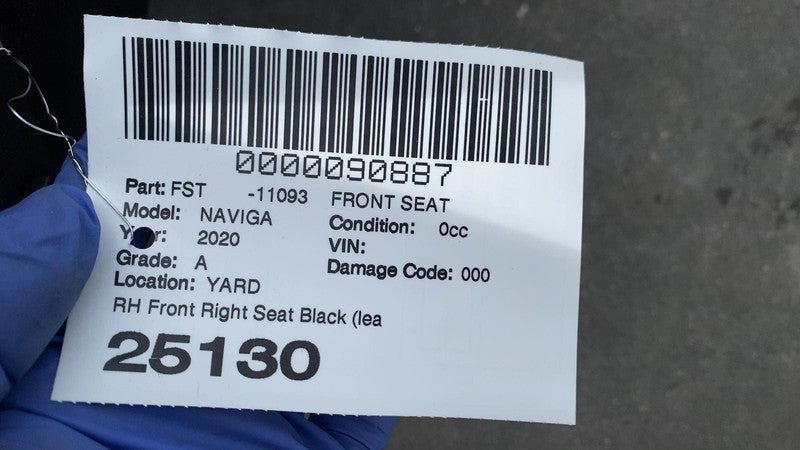 0000090887
Part: FST -11093 FRONT SEAT
Model: NAVIGA Condition: 0cc
Year: 2020 VIN:
Grade: A Damage Code: 000
Location: YARD
RH Front Right Seat Black (lea
25130